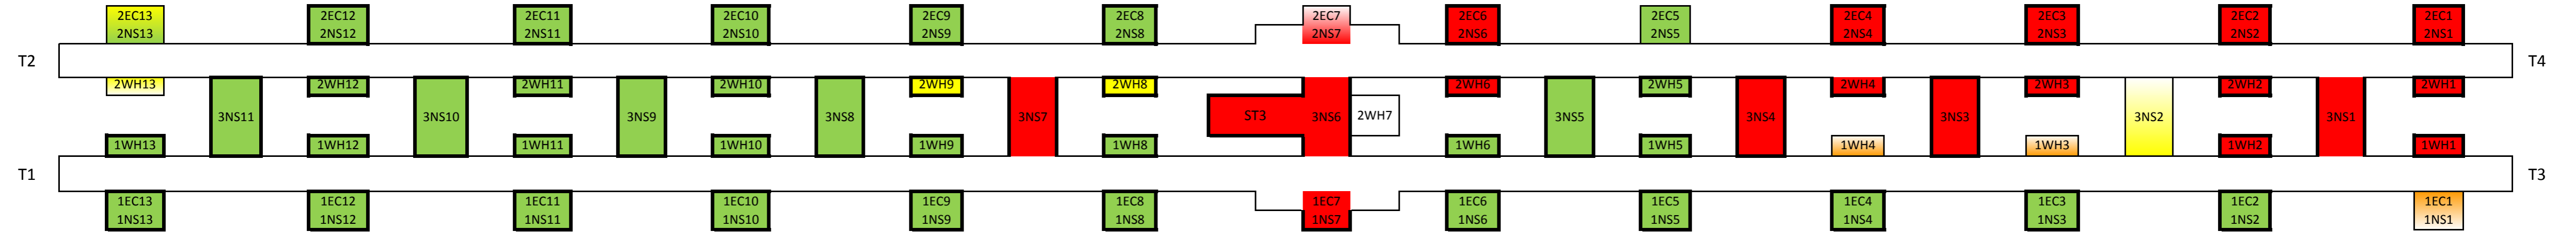 2EC13 2EC12 2EC11 2EC10 2EC9 2EC8 2EC7 2EC6 2EC5 2EC4 2EC3 2EC2 2EC1
2NS13 2NS12 2NS11 2NS10 2NS9 2NS8 2NS7 2NS6 2NS5 2NS4 2NS3 2NS2 2NS1
T2 T4
2WH13 2WH12 2WH11 2WH10 2WH9 2WH8 2WH6 2WH5 2WH4 2WH3 2WH2 2WH1
3NS11 3NS10 3NS9 3NS8 3NS7 ST3 3NS6 2WH7 3NS5 3NS4 3NS3 3NS2 3NS1
1WH13 1WH12 1WH11 1WH10 1WH9 1WH8 1WH6 1WH5 1WH4 1WH3 1WH2 1WH1
T1 T3
1EC13 1EC12 1EC11 1EC10 1EC9 1EC8 1EC7 1EC6 1EC5 1EC4 1EC3 1EC2 1EC1
1NS13 1NS12 1NS11 1NS10 1NS9 1NS8 1NS7 1NS6 1NS5 1NS4 1NS3 1NS2 1NS1